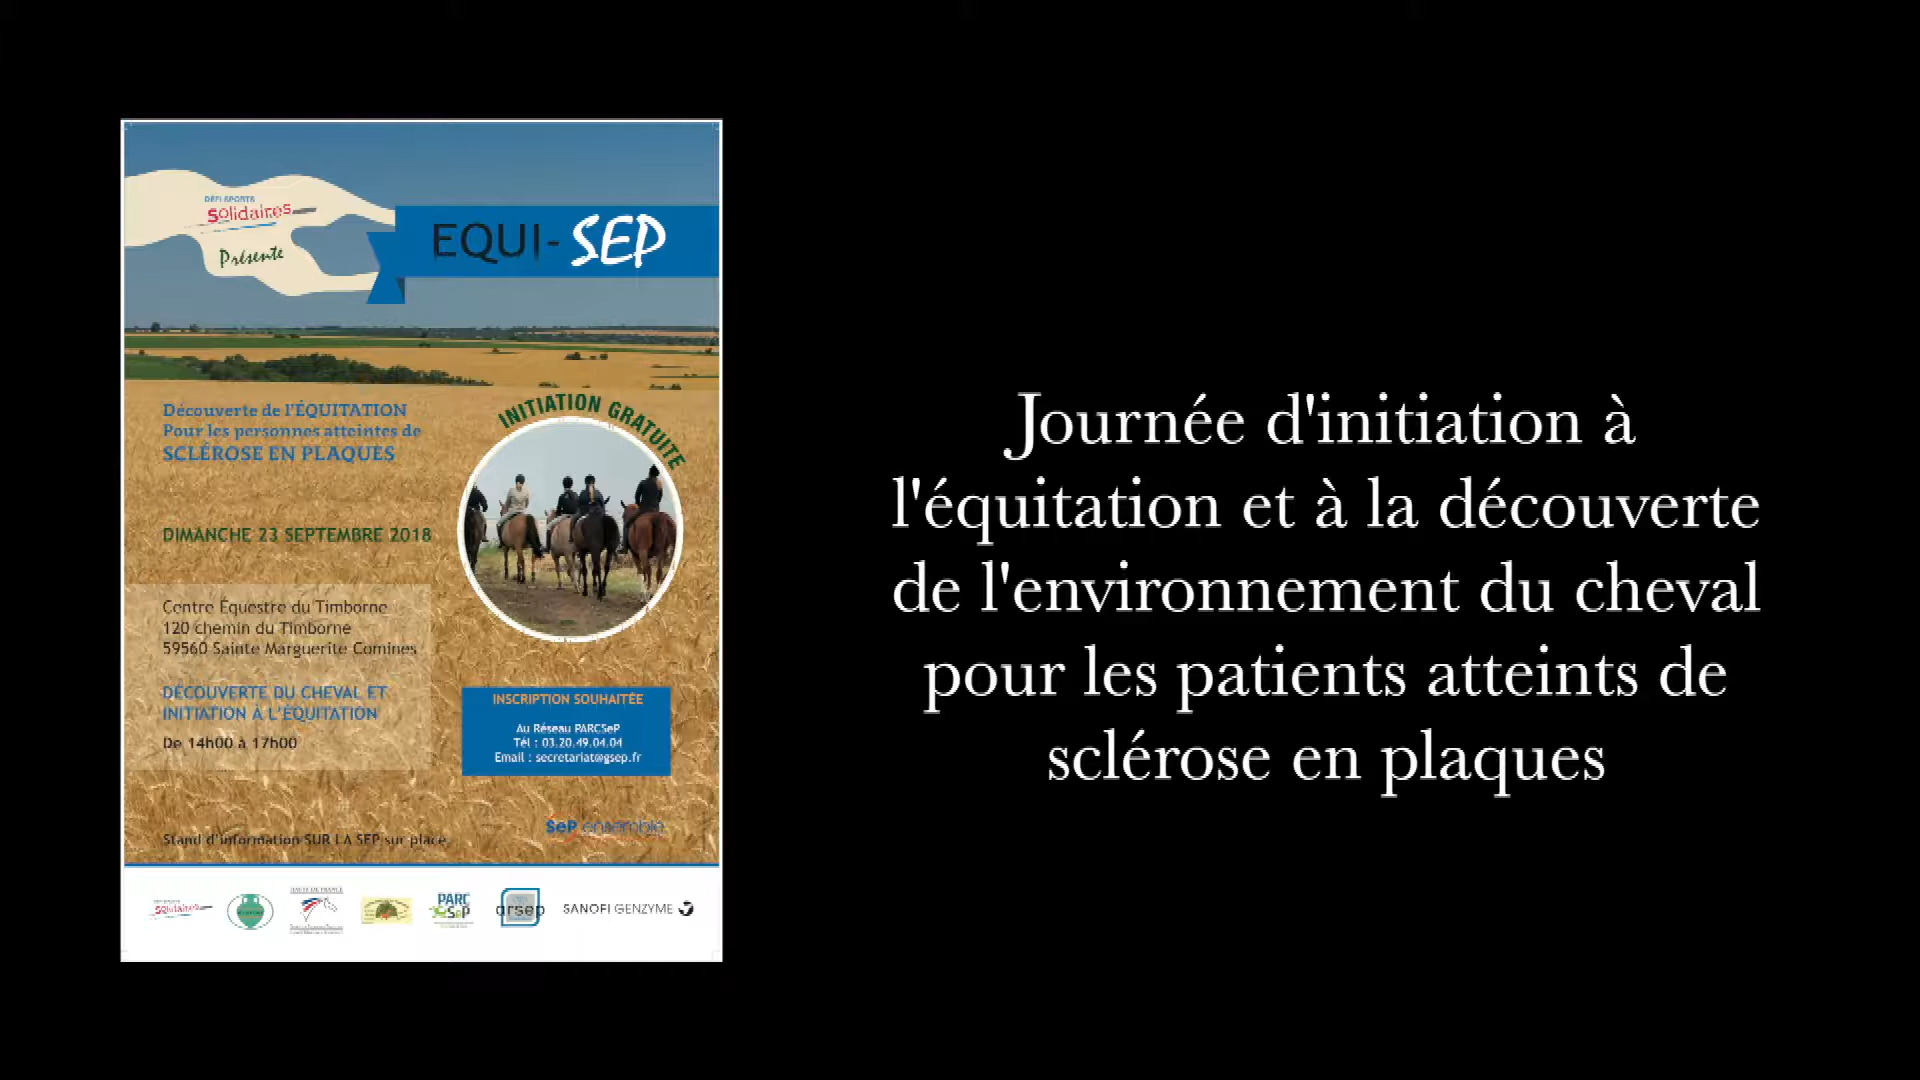 DÉFI SPORTS
Solidaires
Présente
EQUI-SEP
Découverte de l'ÉQUITATION
Pour les personnes atteintes de
SCLÉROSE EN PLAQUES
INITIATION GRATUITE
DIMANCHE 23 SEPTEMBRE 2018
Centre Équestre du Timborne
120 chemin du Timborne
59560 Sainte Marguerite Comines
DÉCOUVERTE DU CHEVAL ET
INITIATION À L'ÉQUITATION
De 14h00 à 17h00
INSCRIPTION SOUHAITÉE
Au Réseau PARCSeP
Tél : 03.20.49.04.04
Email : secretariat@gsep.fr
SeP ensemble
Stand d'information SUR LA SEP sur place
Solidaires
HAUTS DE FRANCE
PARC
SeP
arsep
SANOFI GENZYME
Journée d'initiation à
l'équitation et à la découverte
de l'environnement du cheval
pour les patients atteints de
sclérose en plaques